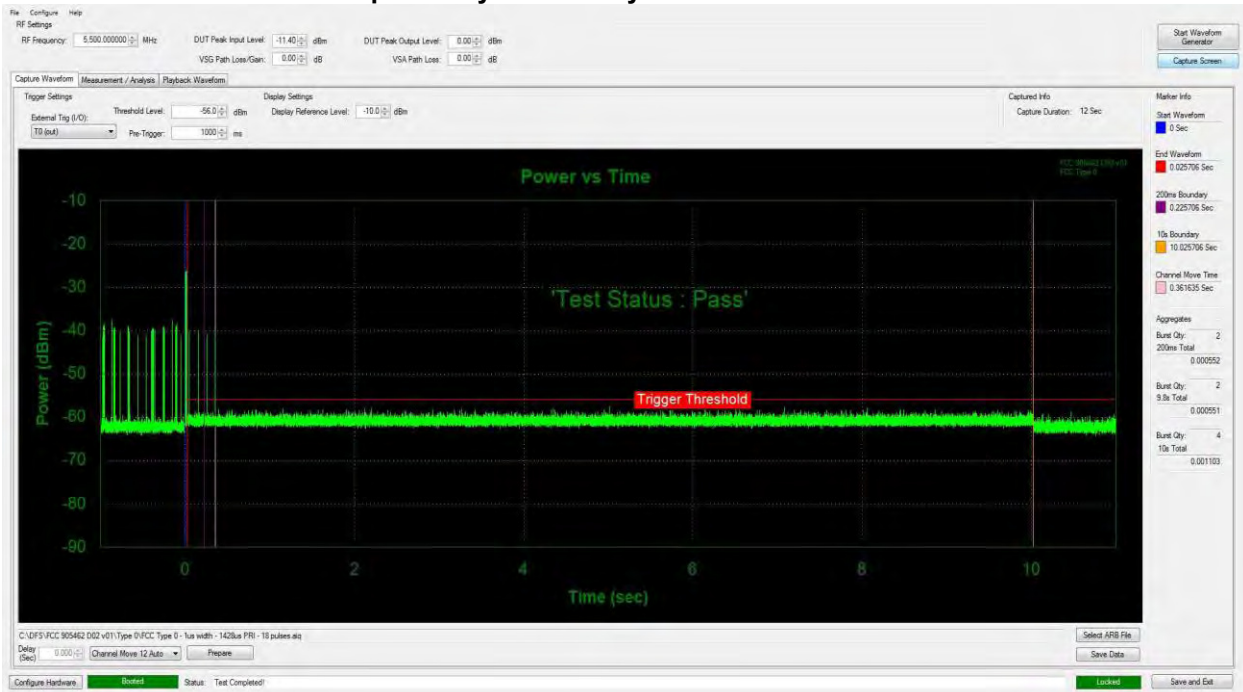 File Configure Help
RF Settings
RF Frequency: 5,500.000000 MHz DUT Peak Input Level: -11.40 dBm DUT Peak Output Level: 0.00 dBm
VSG Path Loss/Gain: 0.00 dB VSA Path Loss: 0.00 dB
Start Waveform
Generator
Capture Screen
Capture Waveform Measurement / Analysis Playback Waveform
Trigger Settings Display Settings Captured Info Marker Info
External Trig (I/O): Threshold Level: -56.0 dBm Display Reference Level: -10.0 dBm Capture Duration: 12 Sec
T0 (out) Pre-Trigger: 1000 ms
Start Waveform
0 Sec
End Waveform
0.025706 Sec
200ms Boundary
0.225706 Sec
10s Boundary
10.025706 Sec
Channel Move Time
0.361635 Sec
Aggregates
Burst Qty: 2
200ms Total
0.000552
Burst Qty: 2
9.8s Total
0.000551
Burst Qty: 4
10s Total
0.001103
FCC 905462 D02 v01
FCC Type 0
Power vs Time
'Test Status : Pass'
Trigger Threshold
Power (dBm)
-10
-20
-30
-40
-50
-60
-70
-80
-90
0 2 4 6 8 10
Time (sec)
C:\DFS\FCC 905462 D02 v01\Type 0\FCC Type 0 - 1us width - 1428us PRI - 18 pulses.aiq Select ARB File
Delay
(Sec) 0.000 Channel Move 12 Auto Prepare Save Data
Configure Hardware Booted Status: Test Completed! Locked Save and Exit